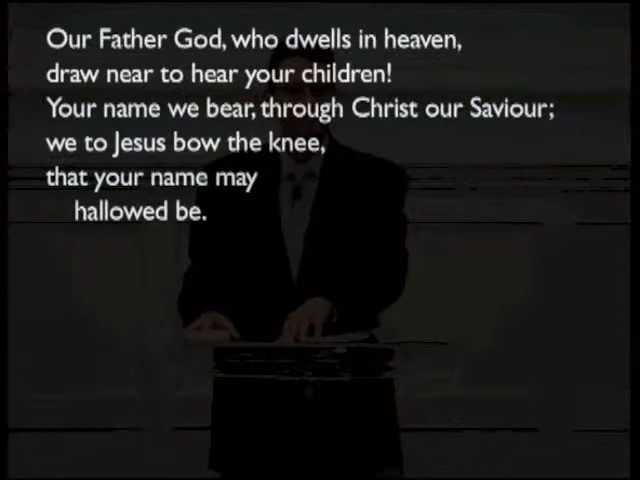 Our Father God, who dwells in heaven,
draw near to hear your children!
Your name we bear, through Christ our Saviour;
we to Jesus bow the knee,
that your name may
hallowed be.